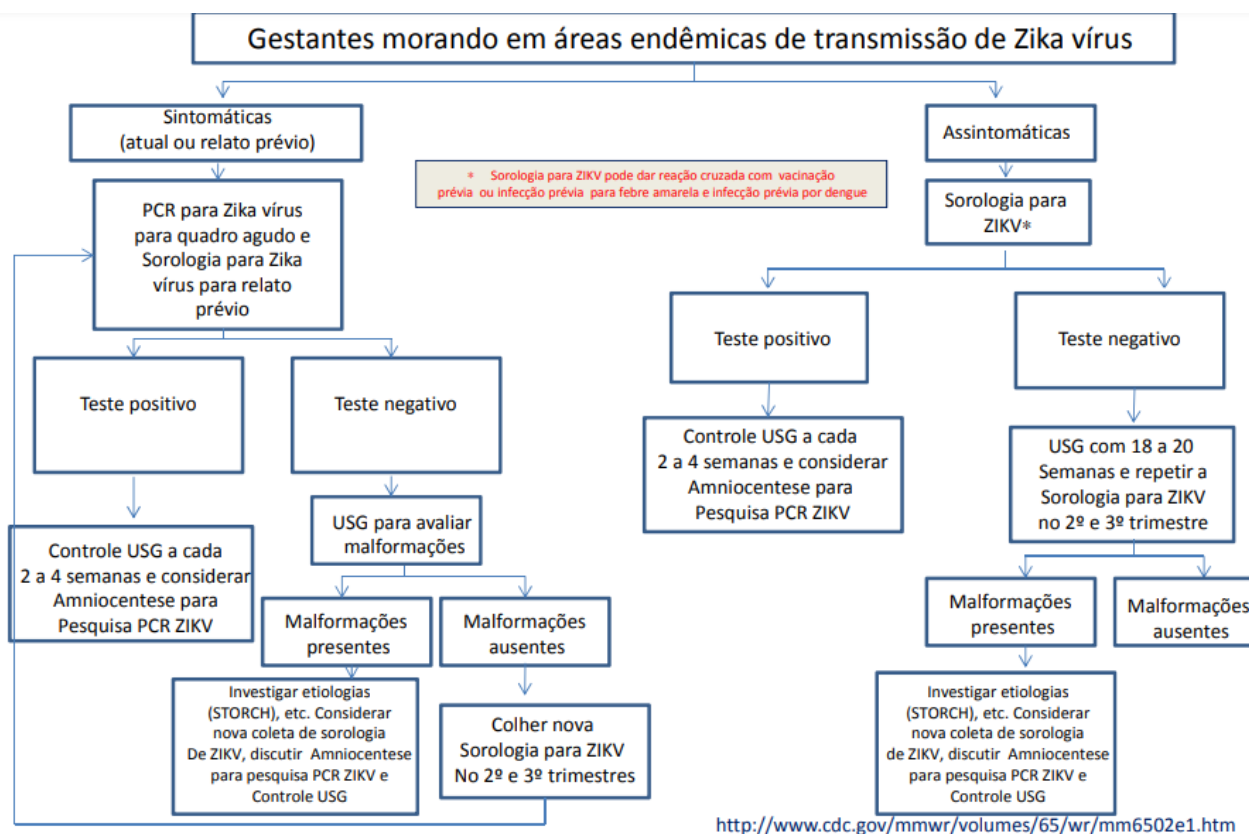 Gestantes morando em áreas endêmicas de transmissão de Zika vírus
Sintomáticas
(atual ou relato prévio)
Assintomáticas
* Sorologia para ZIKV pode dar reação cruzada com vacinação
prévia ou infecção prévia para febre amarela e infecção prévia por dengue
PCR para Zika vírus
para quadro agudo e
Sorologia para Zika
vírus para relato
prévio
Sorologia para
ZIKV*
Teste positivo
Teste negativo
Teste positivo
Teste negativo
Controle USG a cada
2 a 4 semanas e considerar
Amniocentese para
Pesquisa PCR ZIKV
USG para avaliar
malformações
Controle USG a cada
2 a 4 semanas e considerar
Amniocentese para
Pesquisa PCR ZIKV
USG com 18 a 20
Semanas e repetir a
Sorologia para ZIKV
no 2º e 3º trimestre
Malformações
presentes
Malformações
ausentes
Malformações
presentes
Malformações
ausentes
Investigar etiologias
(STORCH), etc. Considerar
nova coleta de sorologia
De ZIKV, discutir Amniocentese
para pesquisa PCR ZIKV e
Controle USG
Colher nova
Sorologia para ZIKV
No 2º e 3º trimestres
Investigar etiologias
(STORCH), etc. Considerar
nova coleta de sorologia
de ZIKV, discutir Amniocentese
para pesquisa PCR ZIKV e
Controle USG
http://www.cdc.gov/mmwr/volumes/65/wr/mm6502e1.htm